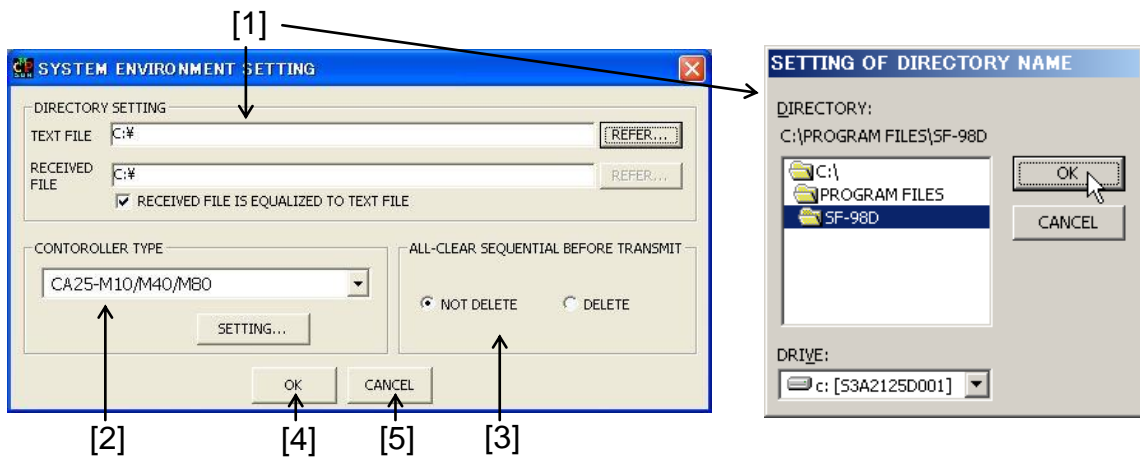 [1]
SYSTEM ENVIRONMENT SETTING
DIRECTORY SETTING
TEXT FILE C:¥ REFER...
RECEIVED FILE C:¥ REFER...
RECEIVED FILE IS EQUALIZED TO TEXT FILE
CONTOROLLER TYPE
CA25-M10/M40/M80
SETTING...
ALL-CLEAR SEQUENTIAL BEFORE TRANSMIT
NOT DELETE DELETE
OK CANCEL
[2] [4] [5] [3]
SETTING OF DIRECTORY NAME
DIRECTORY:
C:\PROGRAM FILES\SF-98D
C:\
PROGRAM FILES
SF-98D
OK
CANCEL
DRIVE:
c: [S3A2125D001]